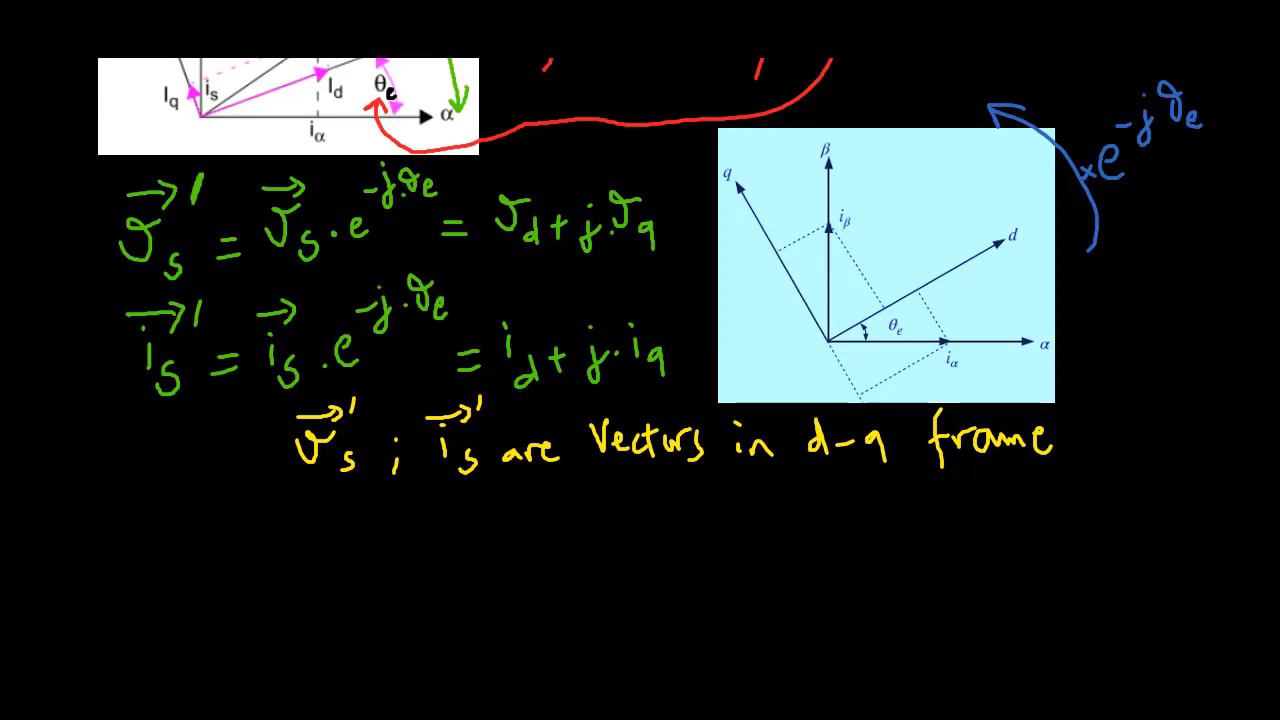 Iq is Id θe α
iα
v⃗s' = v⃗s . e^-j.θe = vd + j.vq
i⃗s' = i⃗s . e^-j.θe = id + j.iq
v⃗s' ; i⃗s' are vectors in d-q frame
×e^-jθe
β
q
iβ
d
θe
α
iα